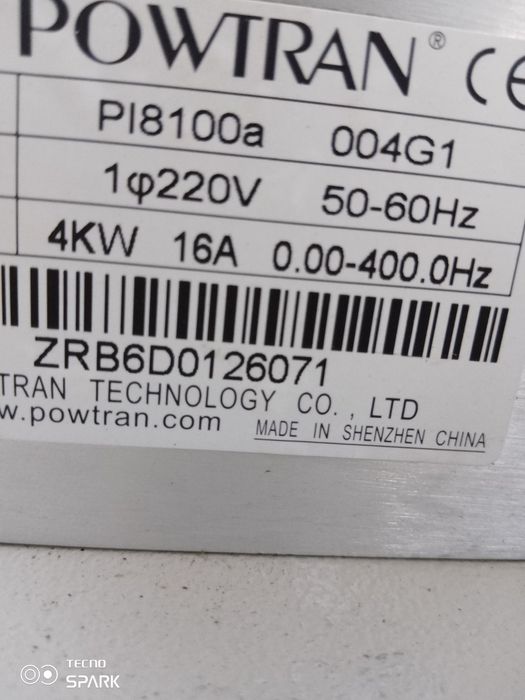 POWTRAN ® CE
PI8100a 004G1
1φ220V 50-60Hz
4KW 16A 0.00-400.0Hz
ZRB6D0126071
TRAN TECHNOLOGY CO., LTD
w.powtran.com MADE IN SHENZHEN CHINA
TECNO
SPARK